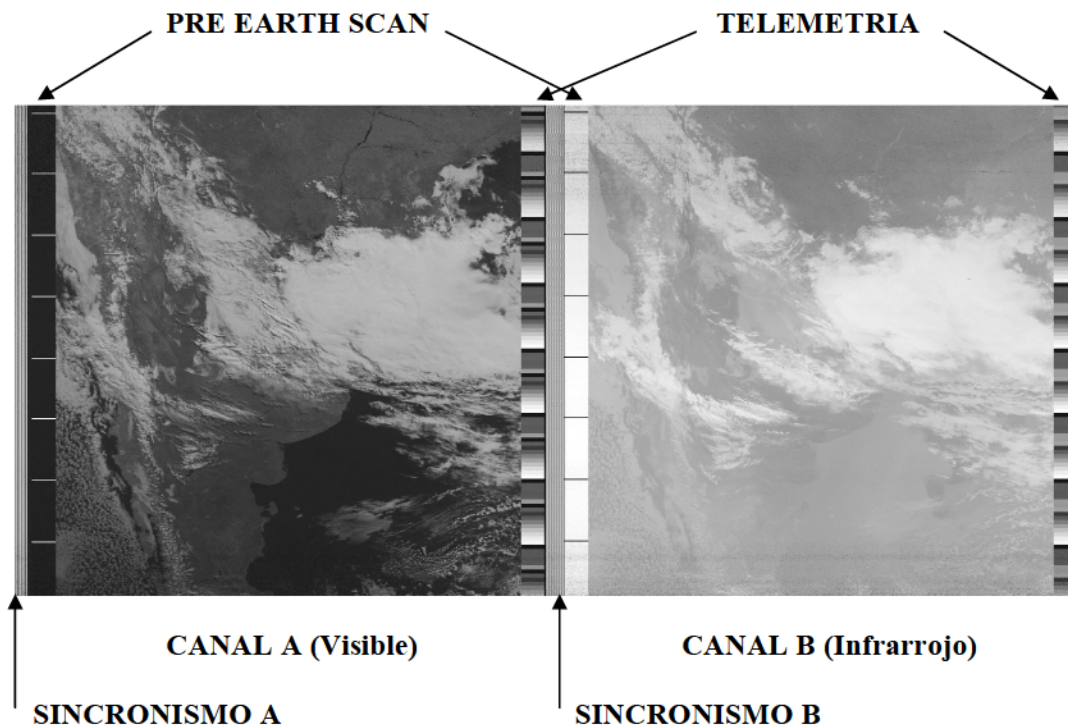 PRE EARTH SCAN
TELEMETRIA
CANAL A (Visible)
CANAL B (Infrarrojo)
SINCRONISMO A
SINCRONISMO B